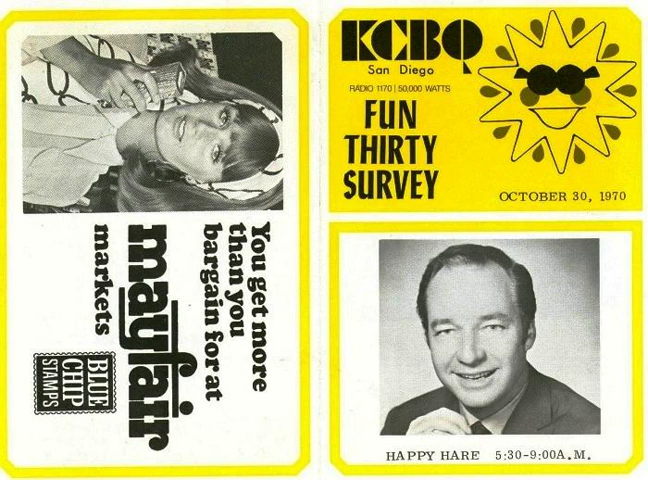 You get more
than you
bargain for at
mayfair
markets
BLUE
CHIP
STAMPS
KCBQ
San Diego
RADIO 1170 | 50,000 WATTS
FUN
THIRTY
SURVEY
OCTOBER 30, 1970
HAPPY HARE 5:30-9:00A.M.